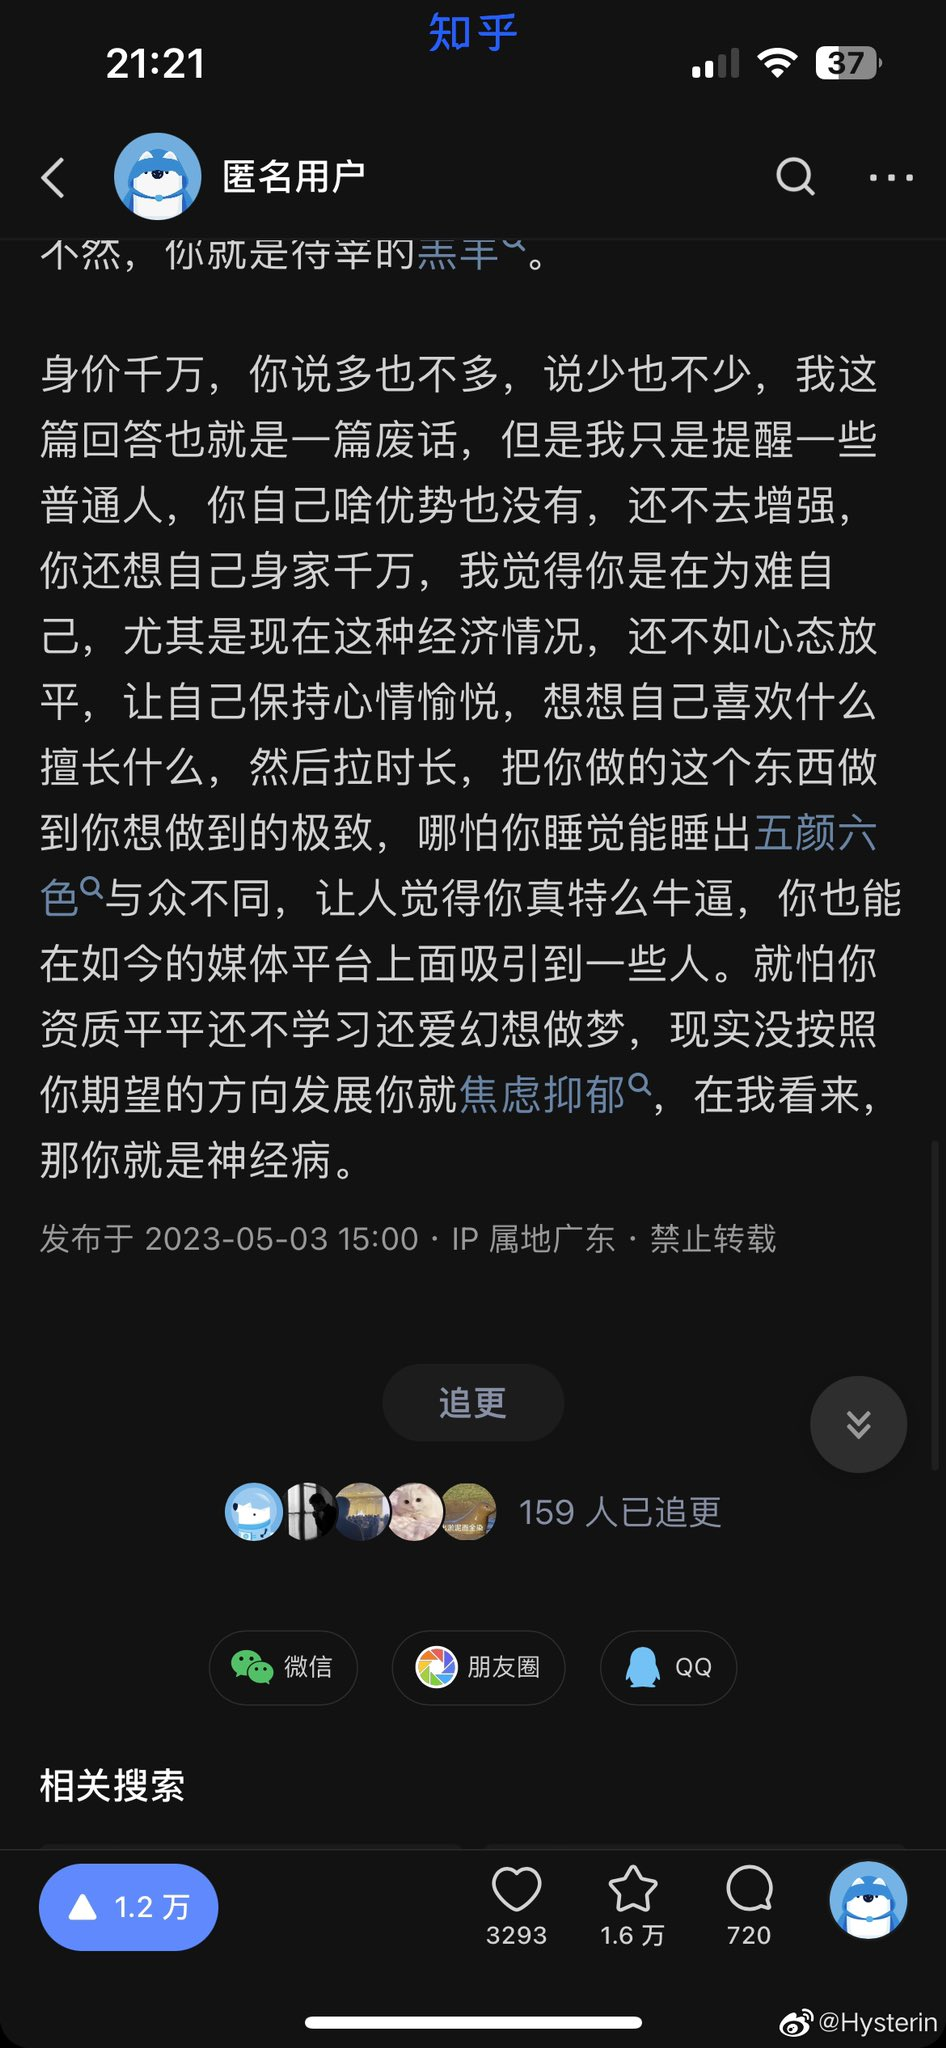 知乎
21:21
37
匿名用户
不然，你就是待宰的羔羊。
身价千万，你说多也不多，说少也不少，我这
篇回答也就是一篇废话，但是我只是提醒一些
普通人，你自己啥优势也没有，还不去增强，
你还想自己身家千万，我觉得你是在为难自
己，尤其是现在这种经济情况，还不如心态放
平，让自己保持心情愉悦，想想自己喜欢什么
擅长什么，然后拉时长，把你做的这个东西做
到你想做到的极致，哪怕你睡觉能睡出五颜六
色与众不同，让人觉得你真特么牛逼，你也能
在如今的媒体平台上面吸引到一些人。就怕你
资质平平还不学习还爱幻想做梦，现实没按照
你期望的方向发展你就焦虑抑郁，在我看来，
那你就是神经病。
发布于 2023-05-03 15:00 · IP 属地广东 · 禁止转载
追更
159 人已追更
微信
朋友圈
QQ
相关搜索
1.2 万
3293
1.6 万
720
@Hysterin